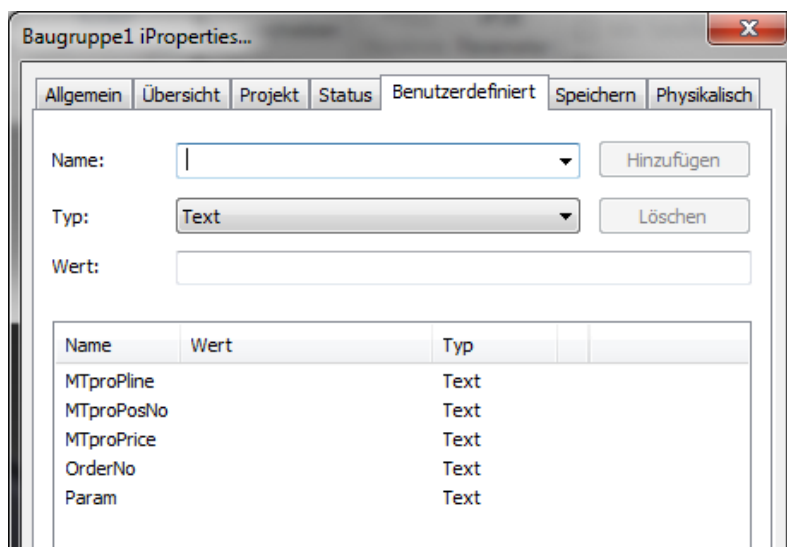 Baugruppe1 iProperties...
Allgemein Übersicht Projekt Status Benutzerdefiniert Speichern Physikalisch
Name: Hinzufügen
Typ: Text Löschen
Wert:
Name Wert Typ
MTproPline Text
MTproPosNo Text
MTproPrice Text
OrderNo Text
Param Text